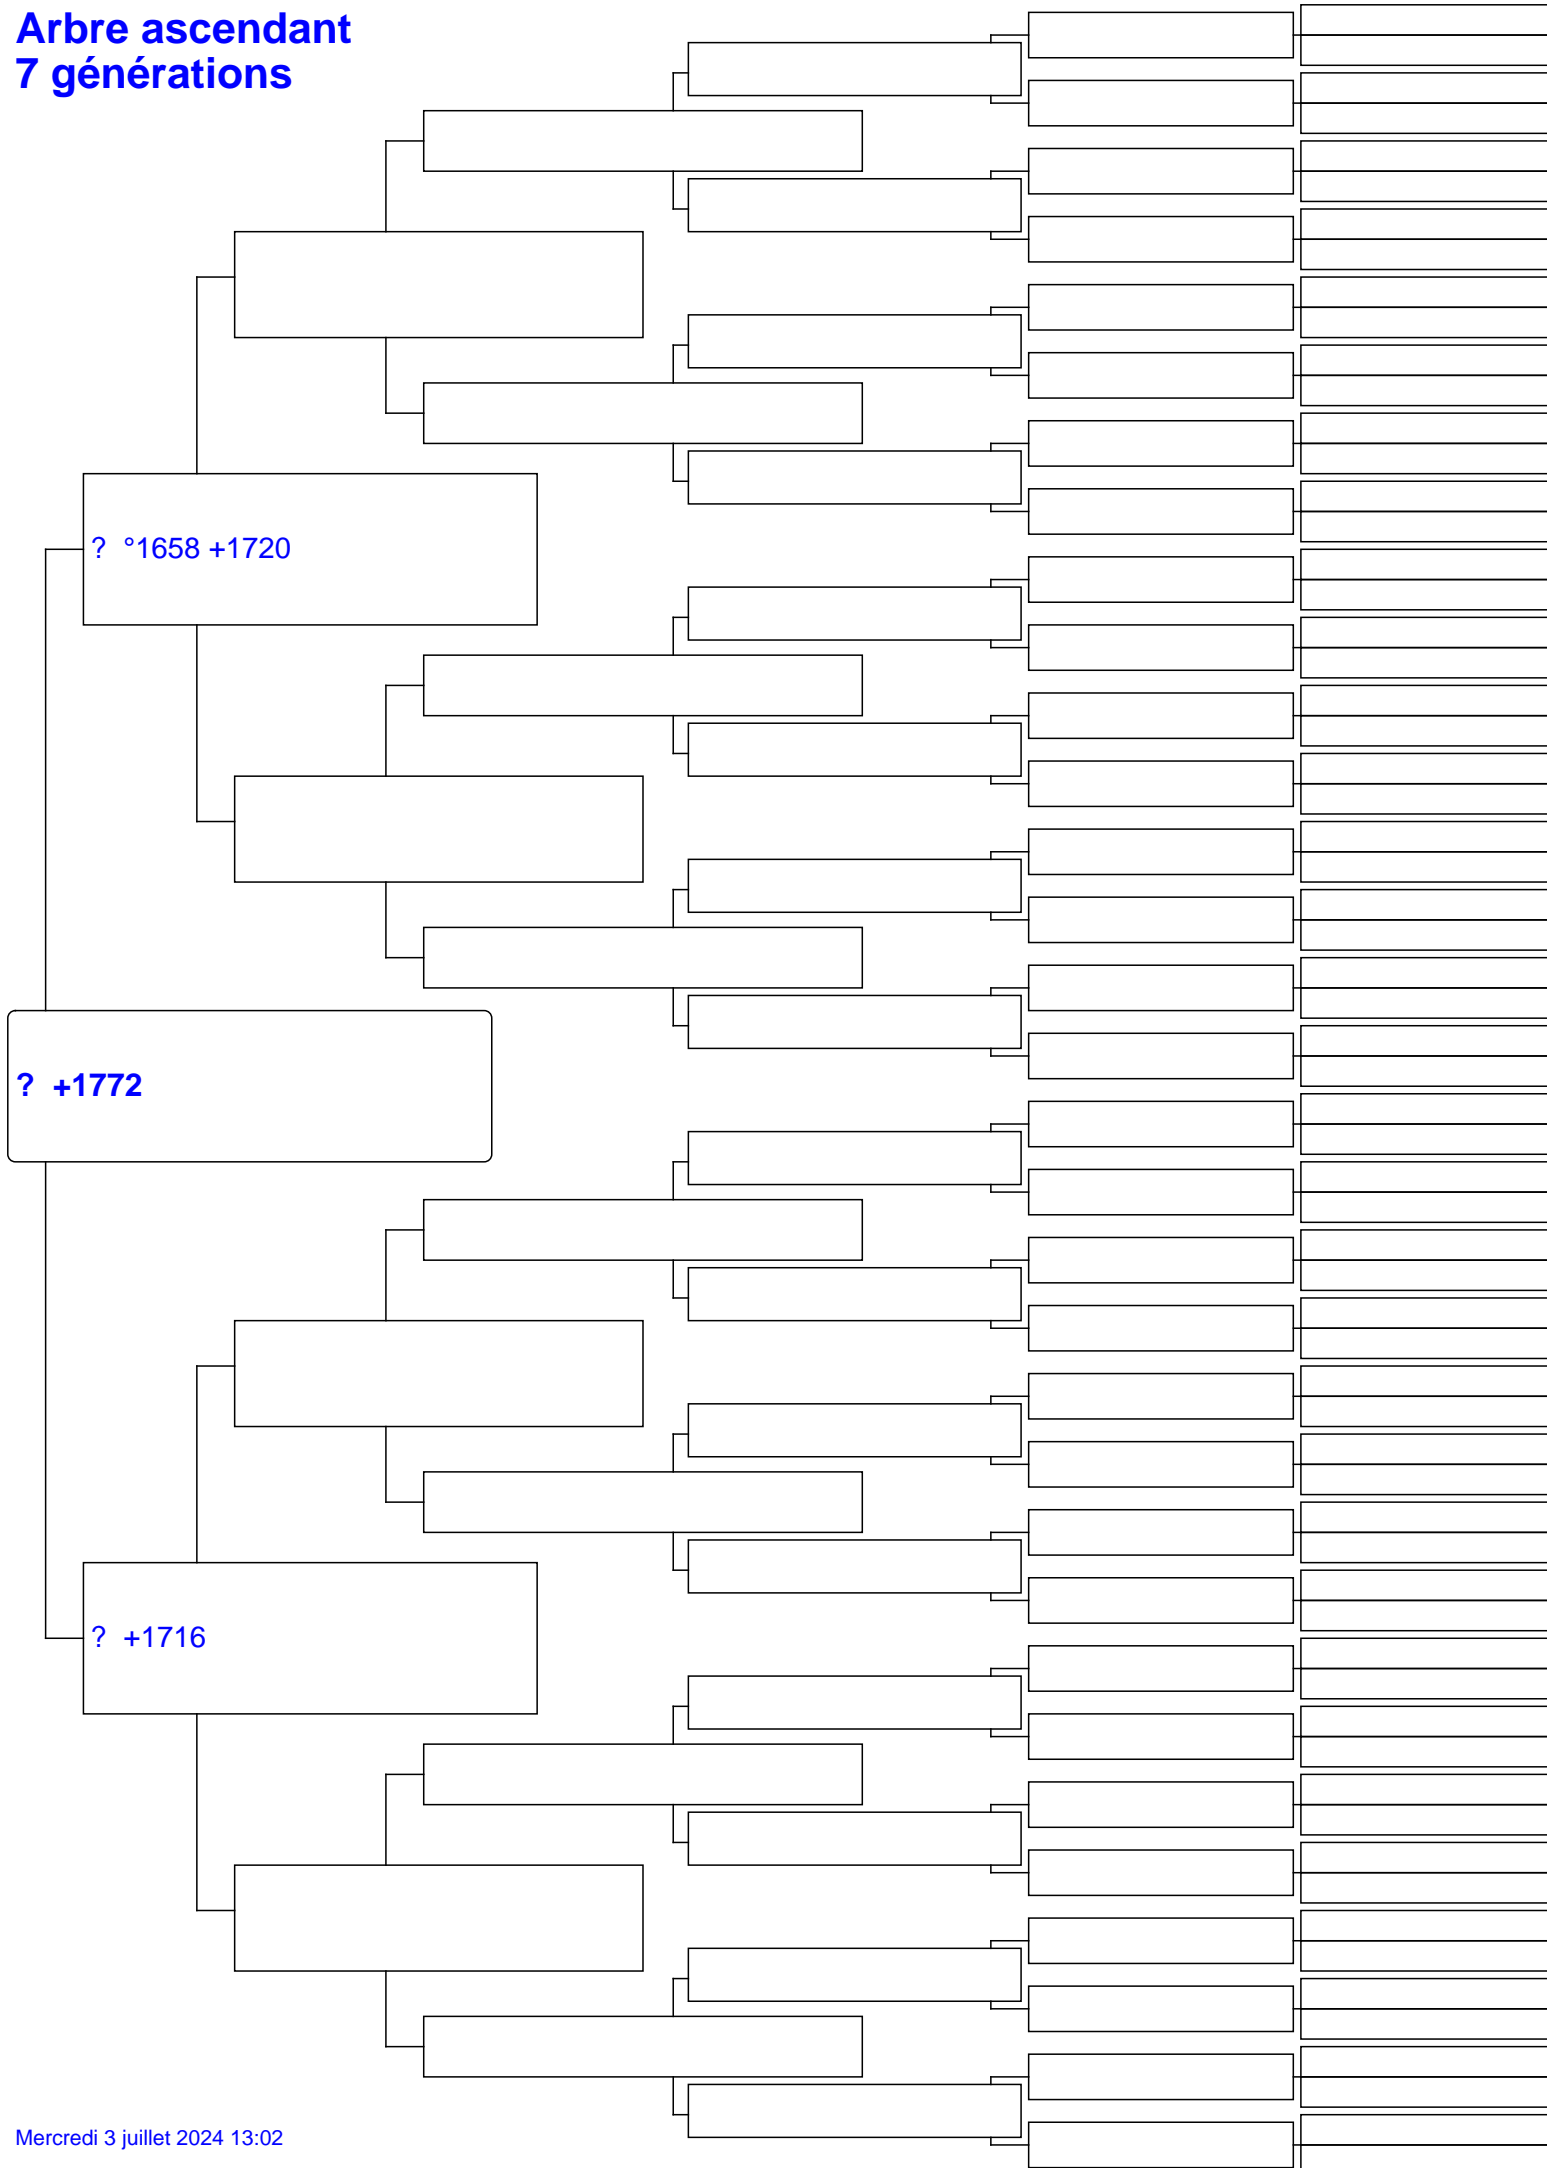 Arbre ascendant
7 générations
? °1658 +1720
? +1772
? +1716
Mercredi 3 juillet 2024 13:02